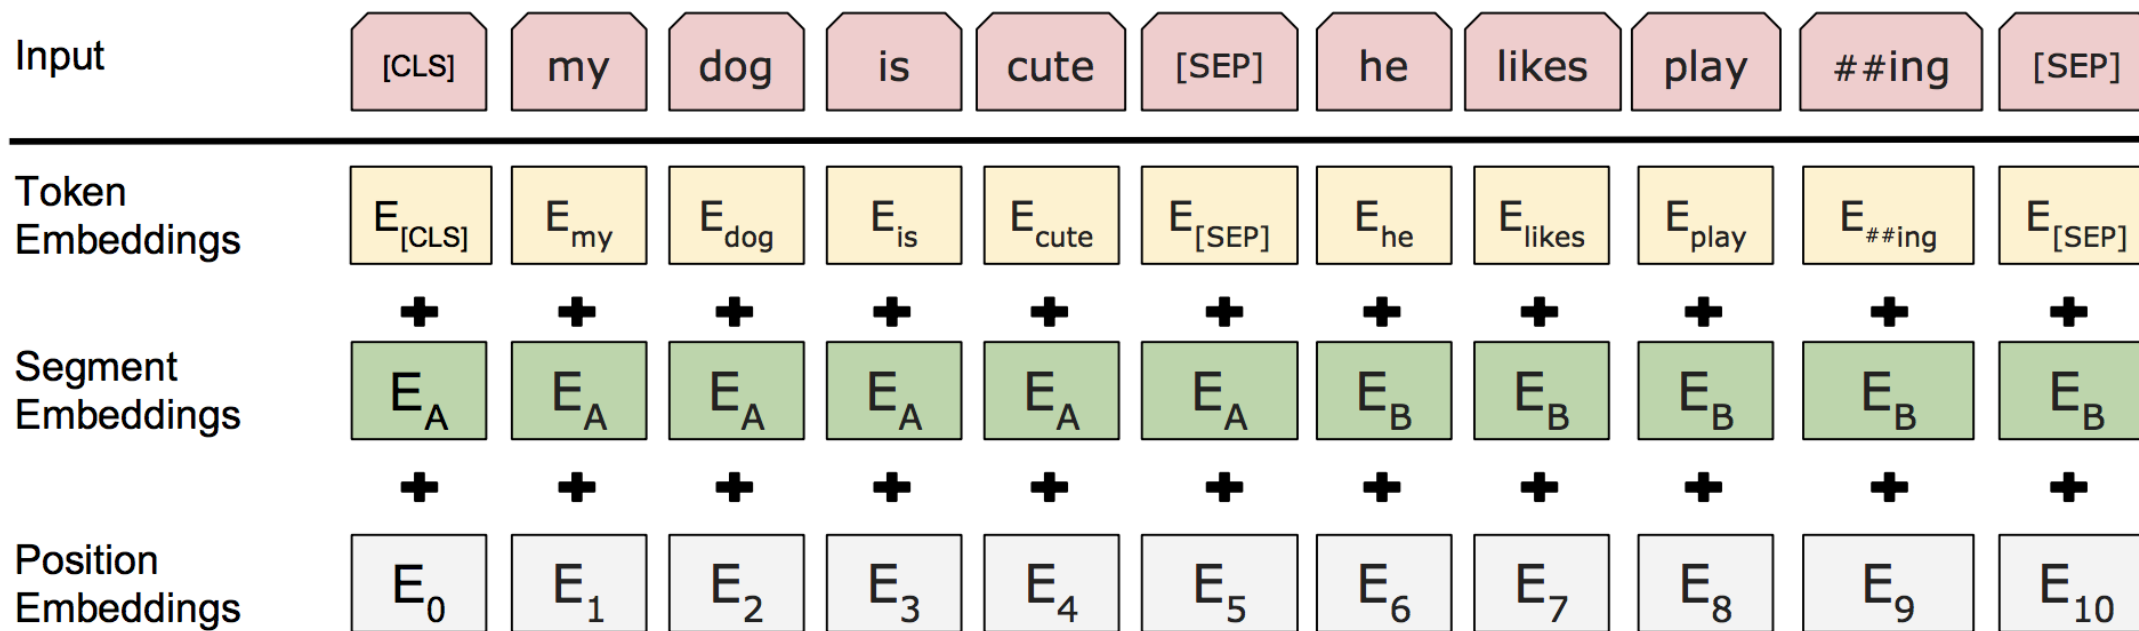 Input [CLS] my dog is cute [SEP] he likes play ##ing [SEP]
Token Embeddings E[CLS] Emy Edog Eis Ecute E[SEP] Ehe Elikes Eplay E##ing E[SEP]
+ + + + + + + + + + +
Segment Embeddings EA EA EA EA EA EA EB EB EB EB EB
+ + + + + + + + + + +
Position Embeddings E0 E1 E2 E3 E4 E5 E6 E7 E8 E9 E10